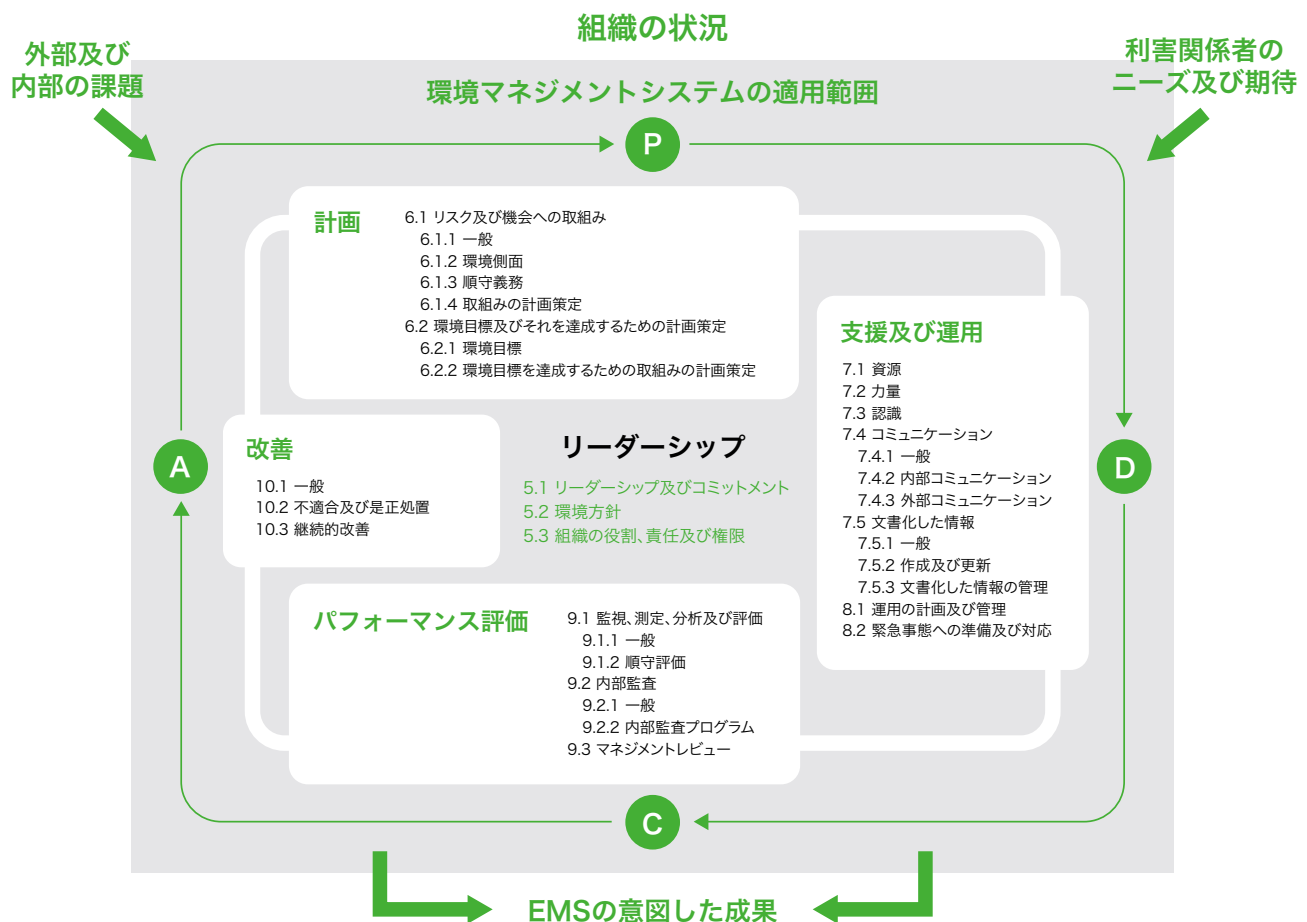 組織の状況
外部及び
内部の課題
利害関係者の
ニーズ及び期待
環境マネジメントシステムの適用範囲
P
計画
6.1 リスク及び機会への取組み
6.1.1 一般
6.1.2 環境側面
6.1.3 順守義務
6.1.4 取組みの計画策定
6.2 環境目標及びそれを達成するための計画策定
6.2.1 環境目標
6.2.2 環境目標を達成するための取組みの計画策定
支援及び運用
7.1 資源
7.2 力量
7.3 認識
7.4 コミュニケーション
7.4.1 一般
7.4.2 内部コミュニケーション
7.4.3 外部コミュニケーション
7.5 文書化した情報
7.5.1 一般
7.5.2 作成及び更新
7.5.3 文書化した情報の管理
8.1 運用の計画及び管理
8.2 緊急事態への準備及び対応
D
A
改善
10.1 一般
10.2 不適合及び是正処置
10.3 継続的改善
リーダーシップ
5.1 リーダーシップ及びコミットメント
5.2 環境方針
5.3 組織の役割、責任及び権限
パフォーマンス評価
9.1 監視、測定、分析及び評価
9.1.1 一般
9.1.2 順守評価
9.2 内部監査
9.2.1 一般
9.2.2 内部監査プログラム
9.3 マネジメントレビュー
C
EMSの意図した成果